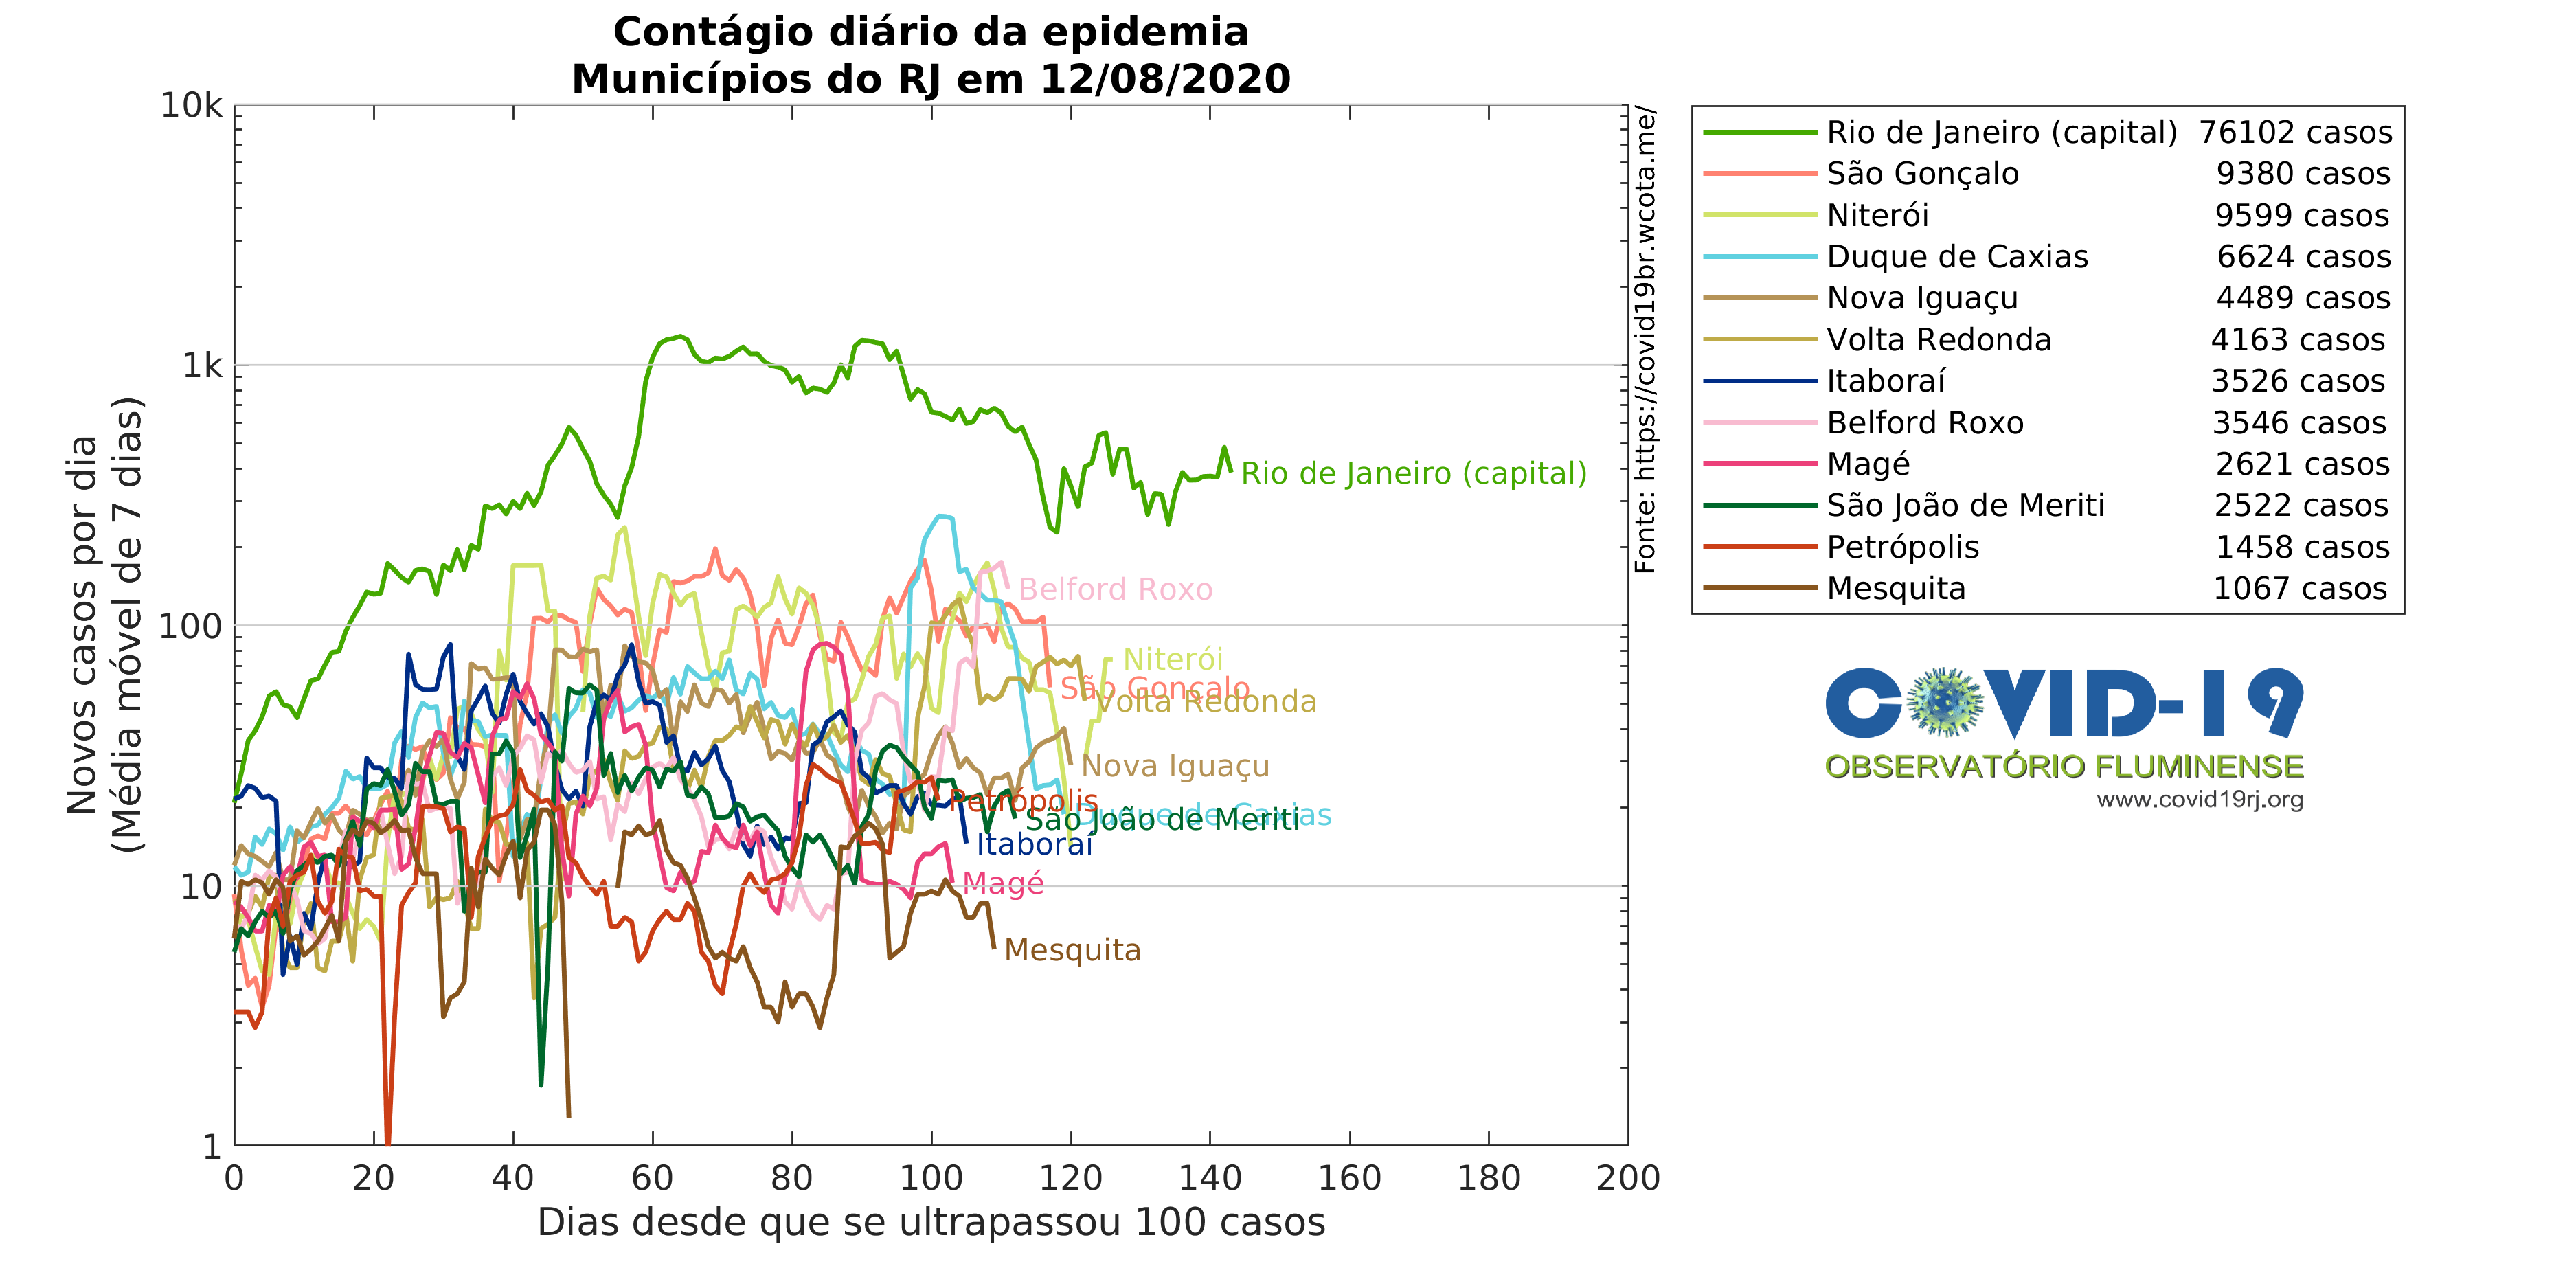 Contágio diário da epidemia
Municípios do RJ em 12/08/2020
Novos casos por dia
(Média móvel de 7 dias)
10k
1k
100
10
1
0 20 40 60 80 100 120 140 160 180 200
Dias desde que se ultrapassou 100 casos
Rio de Janeiro (capital)
Belford Roxo
Niterói
São Gonçalo
Volta Redonda
Nova Iguaçu
Petrópolis
Duque de Caxias
São João de Meriti
Itaboraí
Magé
Mesquita
Fonte: https://covid19br.wcota.me/
Rio de Janeiro (capital) 76102 casos
São Gonçalo 9380 casos
Niterói 9599 casos
Duque de Caxias 6624 casos
Nova Iguaçu 4489 casos
Volta Redonda 4163 casos
Itaboraí 3526 casos
Belford Roxo 3546 casos
Magé 2621 casos
São João de Meriti 2522 casos
Petrópolis 1458 casos
Mesquita 1067 casos
COVID-19
OBSERVATÓRIO FLUMINENSE
www.covid19rj.org